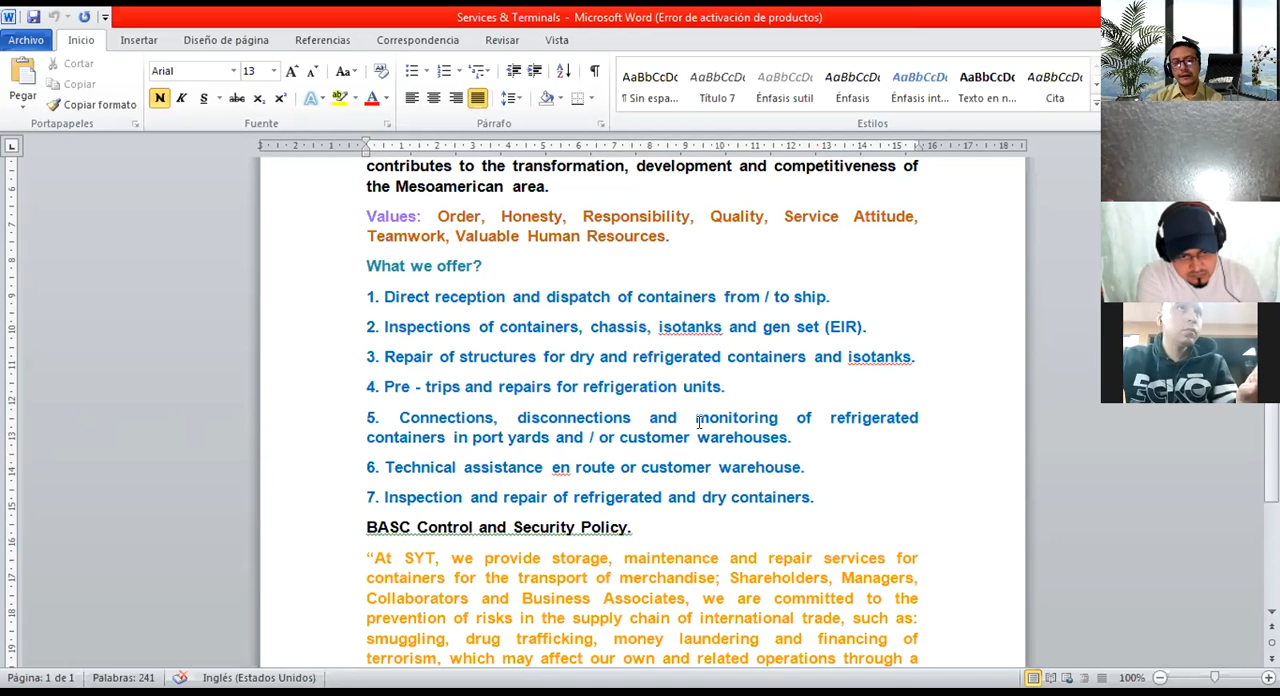 Services & Terminals - Microsoft Word (Error de activación de productos)
Archivo Inicio Insertar Diseño de página Referencias Correspondencia Revisar Vista
Pegar
Cortar
Copiar
Copiar formato
Portapapeles
Arial 13
Fuente
Párrafo
AaBbCcDc AaBbCcDc AaBbCcDc AaBbCcDc AaBbCcDc AaBbCcDc AaBbCcDc
¶ Sin espa... Título 7 Énfasis sutil Énfasis Énfasis int... Texto en n... Cita
Estilos
contributes to the transformation, development and competitiveness of
the Mesoamerican area.
Values: Order, Honesty, Responsibility, Quality, Service Attitude,
Teamwork, Valuable Human Resources.
What we offer?
1. Direct reception and dispatch of containers from / to ship.
2. Inspections of containers, chassis, isotanks and gen set (EIR).
3. Repair of structures for dry and refrigerated containers and isotanks.
4. Pre - trips and repairs for refrigeration units.
5. Connections, disconnections and monitoring of refrigerated
containers in port yards and / or customer warehouses.
6. Technical assistance en route or customer warehouse.
7. Inspection and repair of refrigerated and dry containers.
BASC Control and Security Policy.
“At SYT, we provide storage, maintenance and repair services for
containers for the transport of merchandise; Shareholders, Managers,
Collaborators and Business Associates, we are committed to the
prevention of risks in the supply chain of international trade, such as:
smuggling, drug trafficking, money laundering and financing of
terrorism, which may affect our own and related operations through a
Página: 1 de 1 Palabras: 241 Inglés (Estados Unidos) 100%
ECKŌ